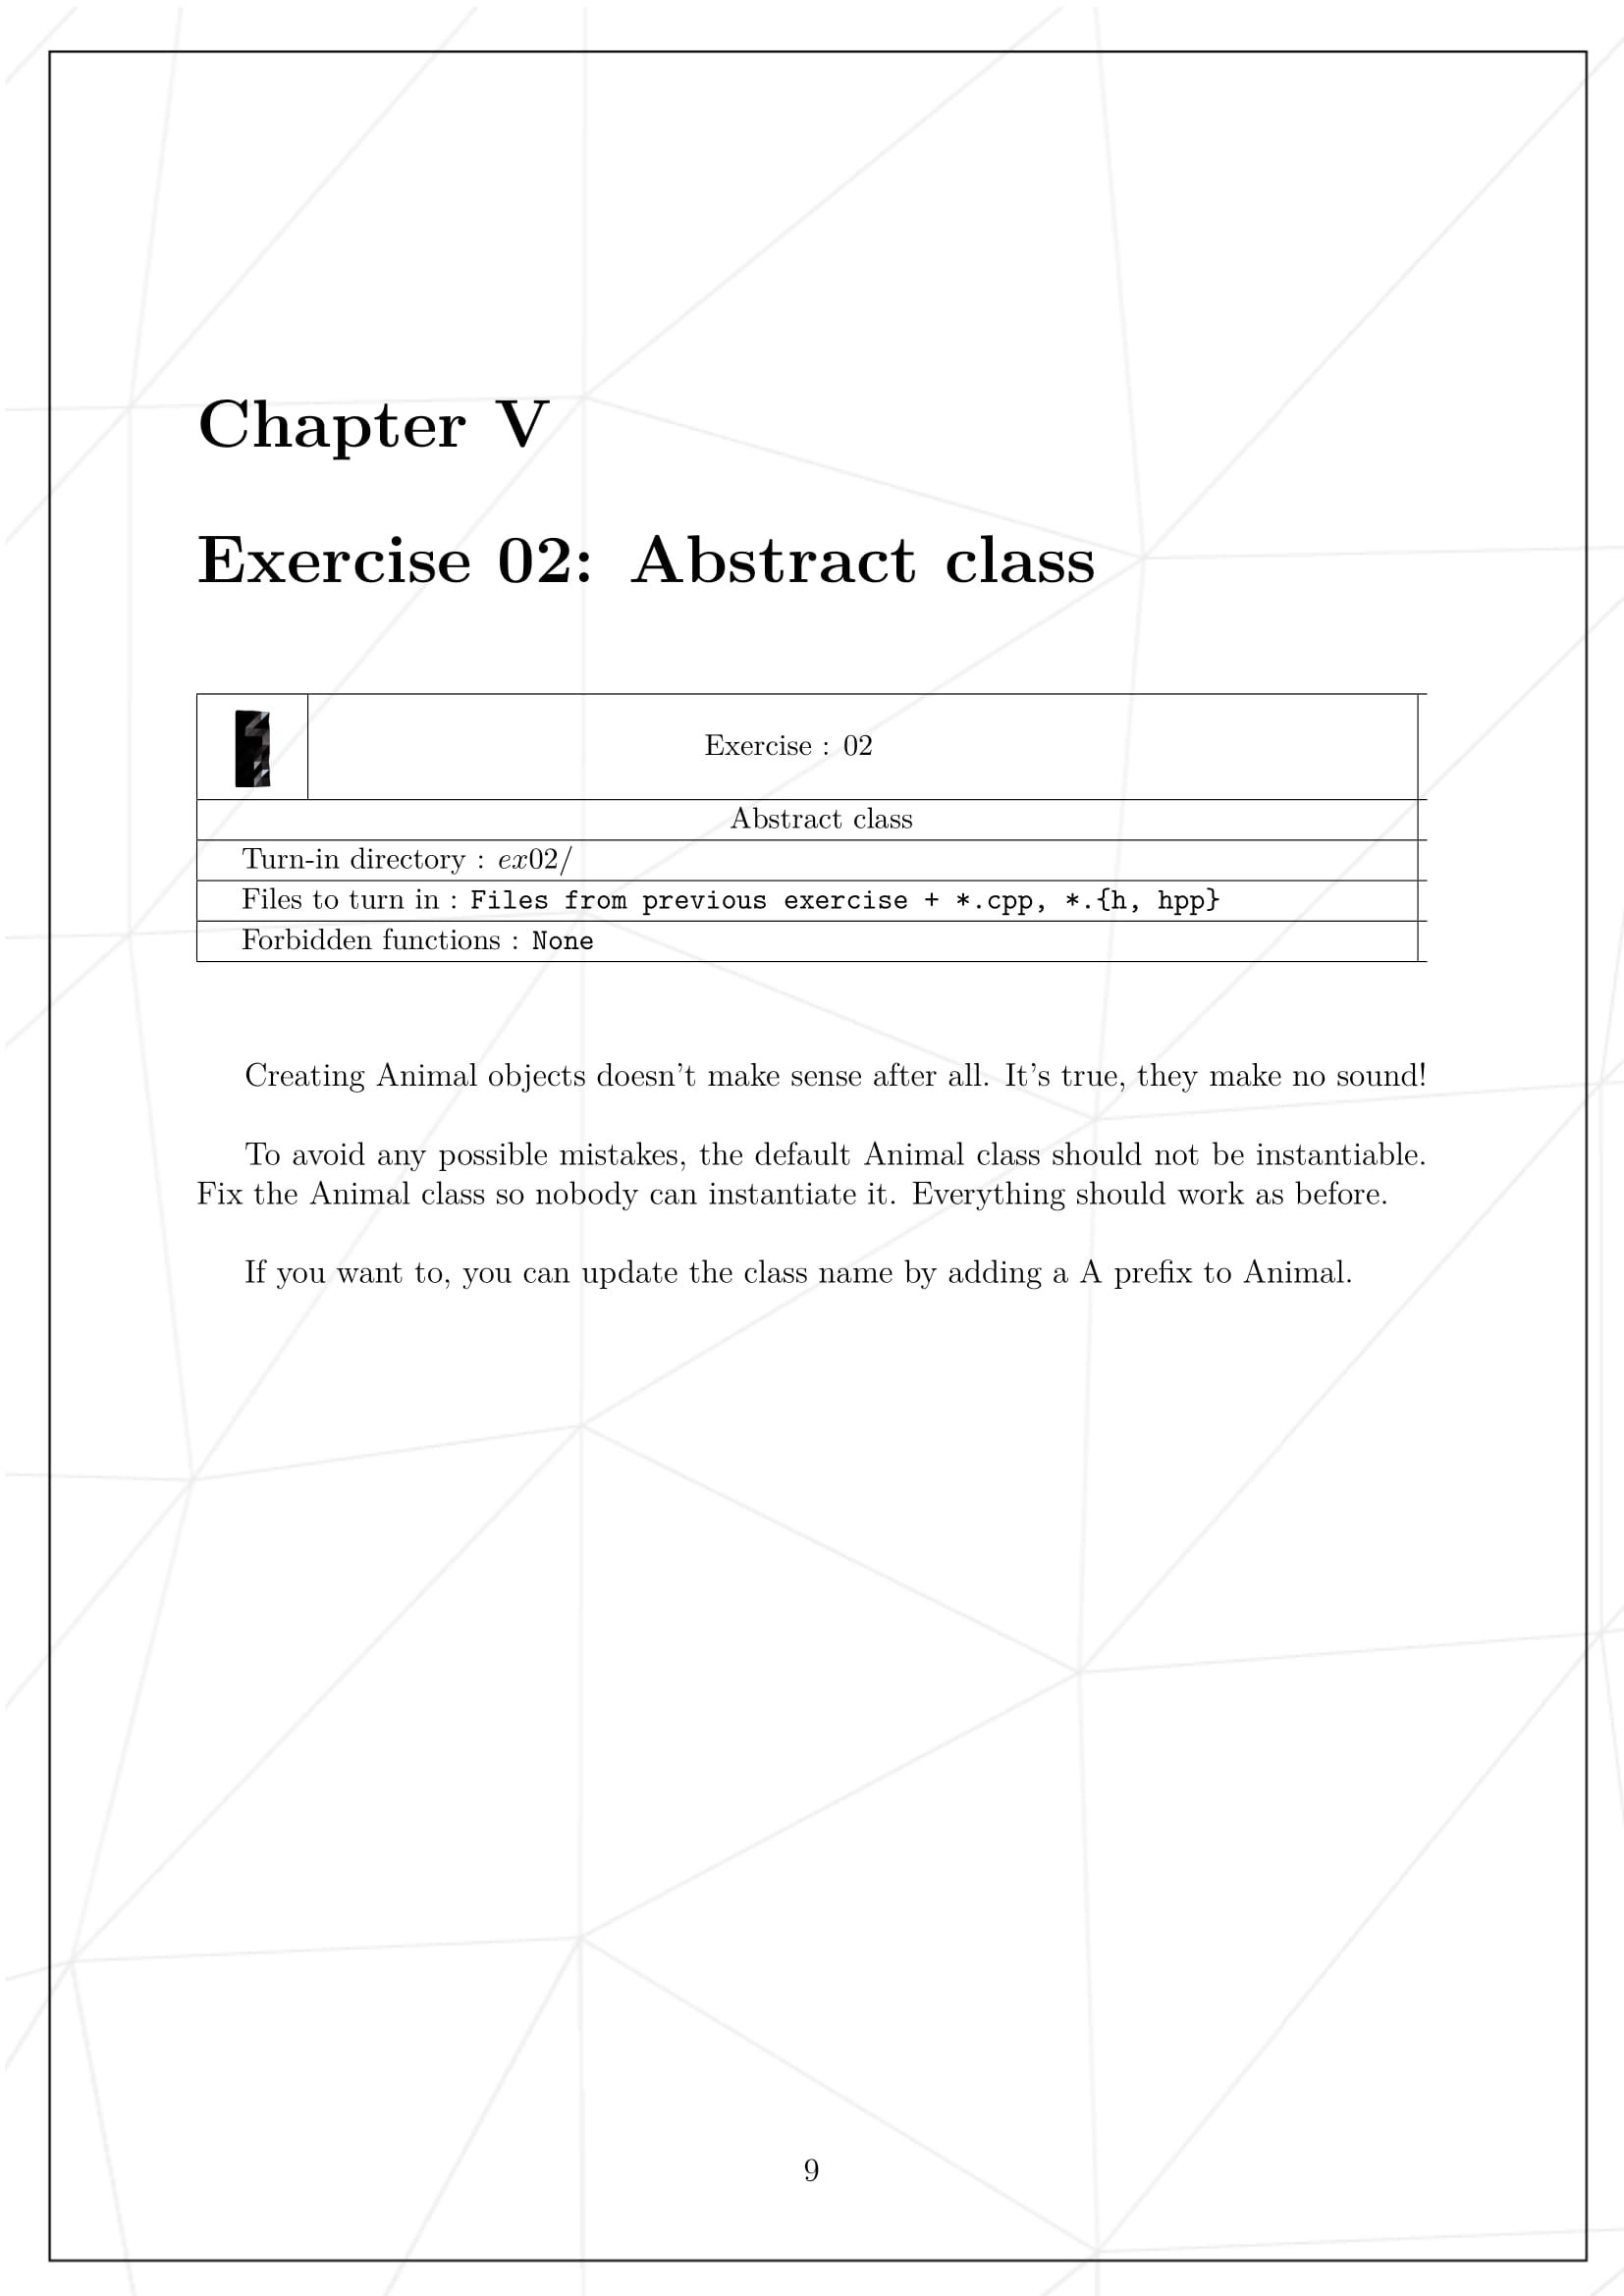 Chapter V
Exercise 02: Abstract class
Exercise : 02
Abstract class
Turn-in directory : ex02/
Files to turn in : Files from previous exercise + *.cpp, *.{h, hpp}
Forbidden functions : None
Creating Animal objects doesn't make sense after all. It's true, they make no sound!
To avoid any possible mistakes, the default Animal class should not be instantiable.
Fix the Animal class so nobody can instantiate it. Everything should work as before.
If you want to, you can update the class name by adding a A prefix to Animal.
9